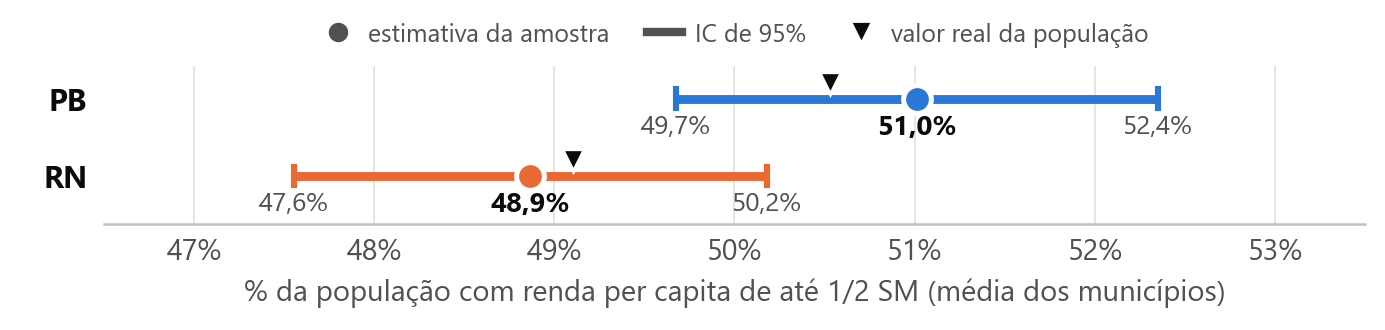 estimativa da amostra IC de 95% valor real da população
PB
49,7% 51,0% 52,4%
RN
47,6% 48,9% 50,2%
47% 48% 49% 50% 51% 52% 53%
% da população com renda per capita de até 1/2 SM (média dos municípios)